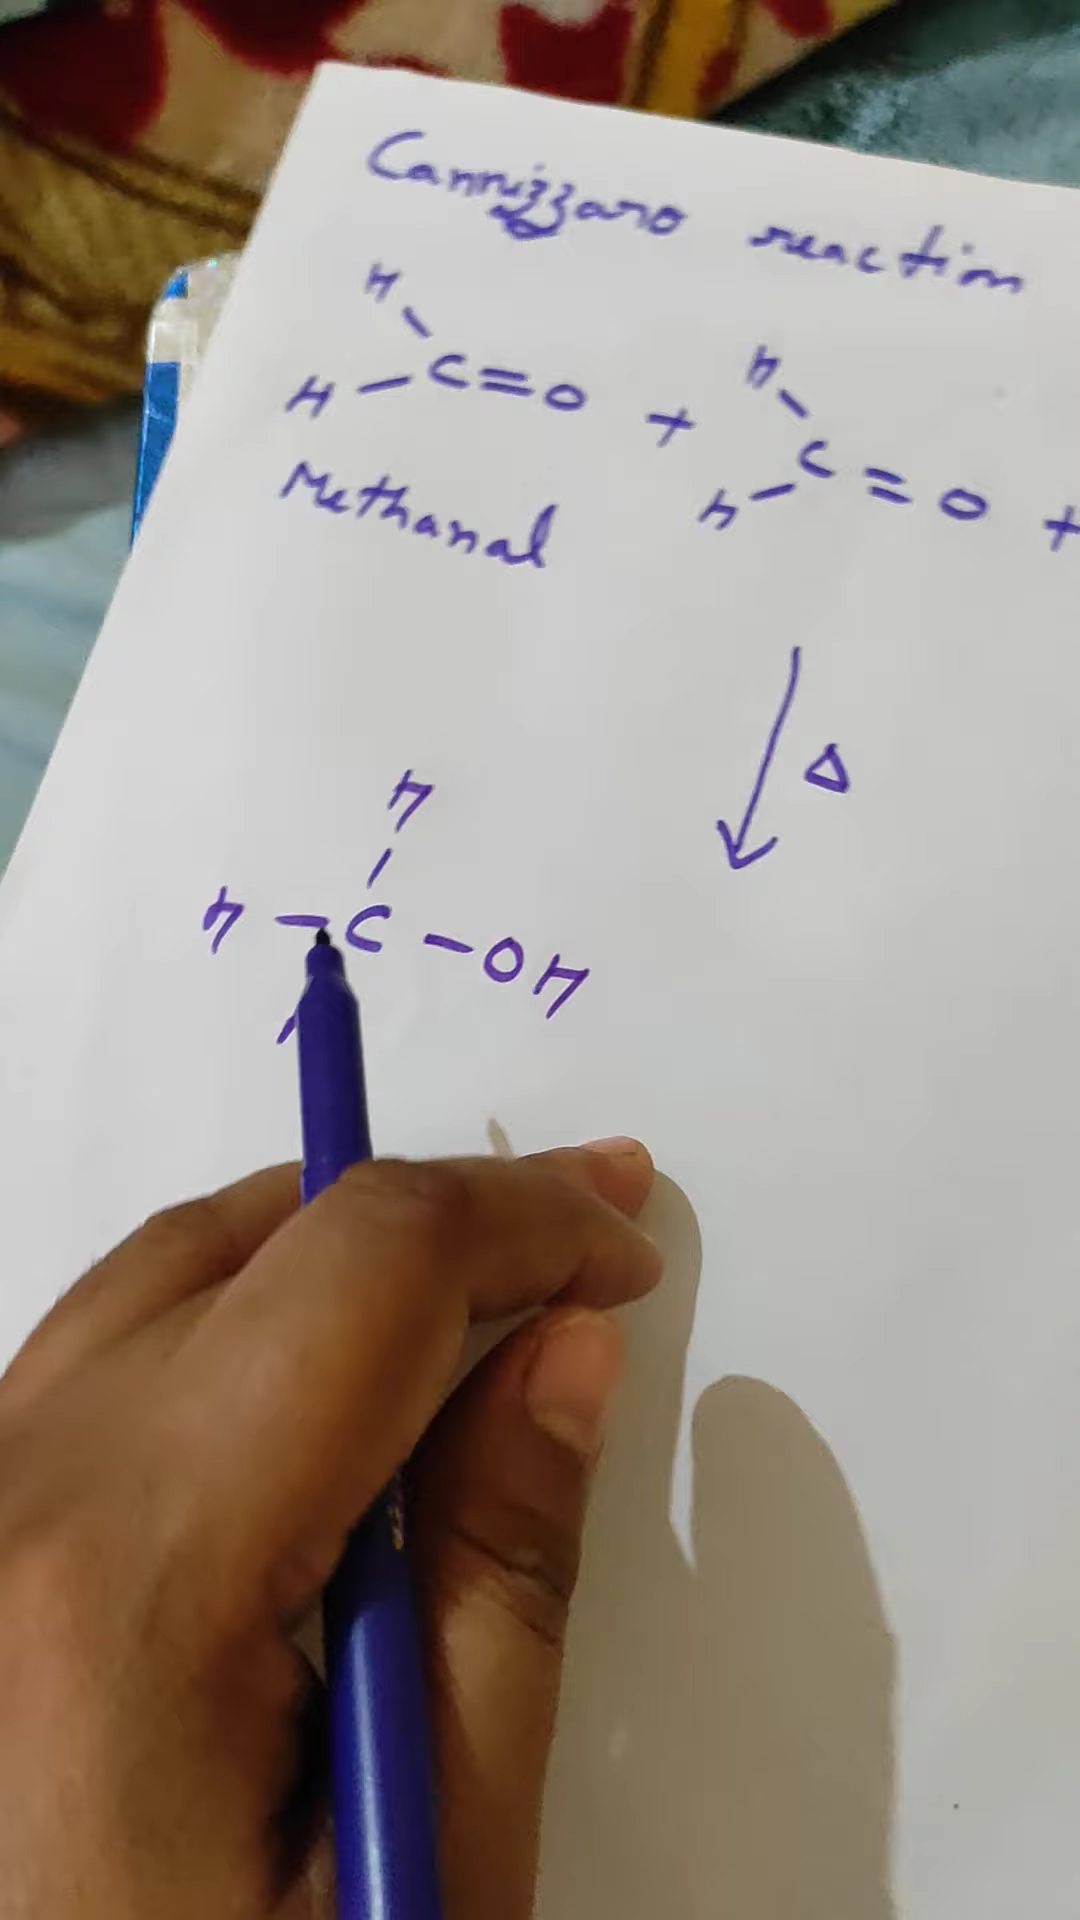 Cannizzaro reaction
H
H - C = O +
Methanal
H
H - C = O +
Δ
H
H - C - OH